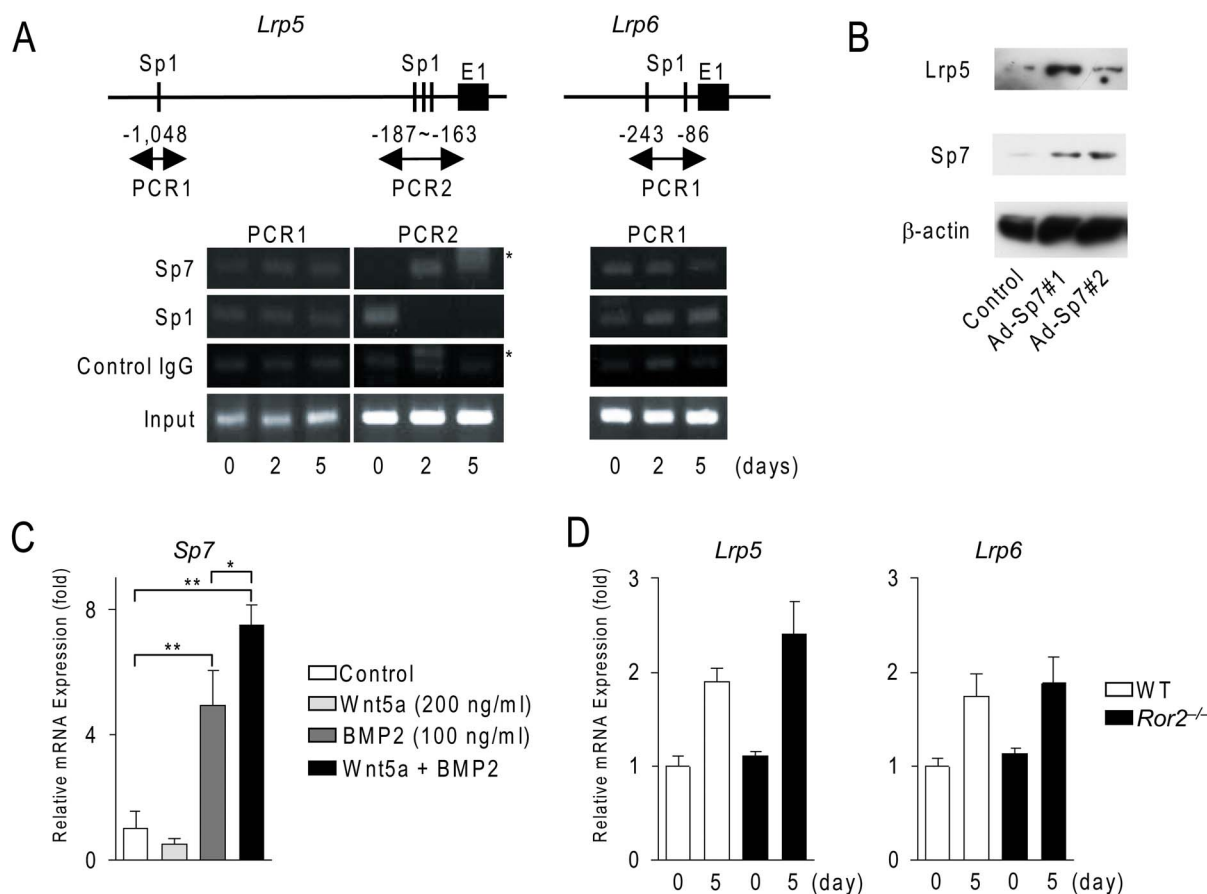 A
Lrp5
Lrp6
Sp1 Sp1 E1
Sp1 E1
-1,048 -187~-163
-243 -86
PCR1 PCR2
PCR1
PCR1 PCR2 PCR1
Sp7 *
Sp1
Control IgG *
Input
0 2 5 0 2 5 0 2 5 (days)
B
Lrp5
Sp7
β-actin
Control
Ad-Sp7#1
Ad-Sp7#2
C
Sp7
Relative mRNA Expression (fold)
8
4
0
*
**
**
Control
Wnt5a (200 ng/ml)
BMP2 (100 ng/ml)
Wnt5a + BMP2
D
Lrp5
Relative mRNA Expression (fold)
3
2
1
0
0 5 0 5 (day)
Lrp6
3
2
1
0
0 5 0 5 (day)
WT
Ror2–/–